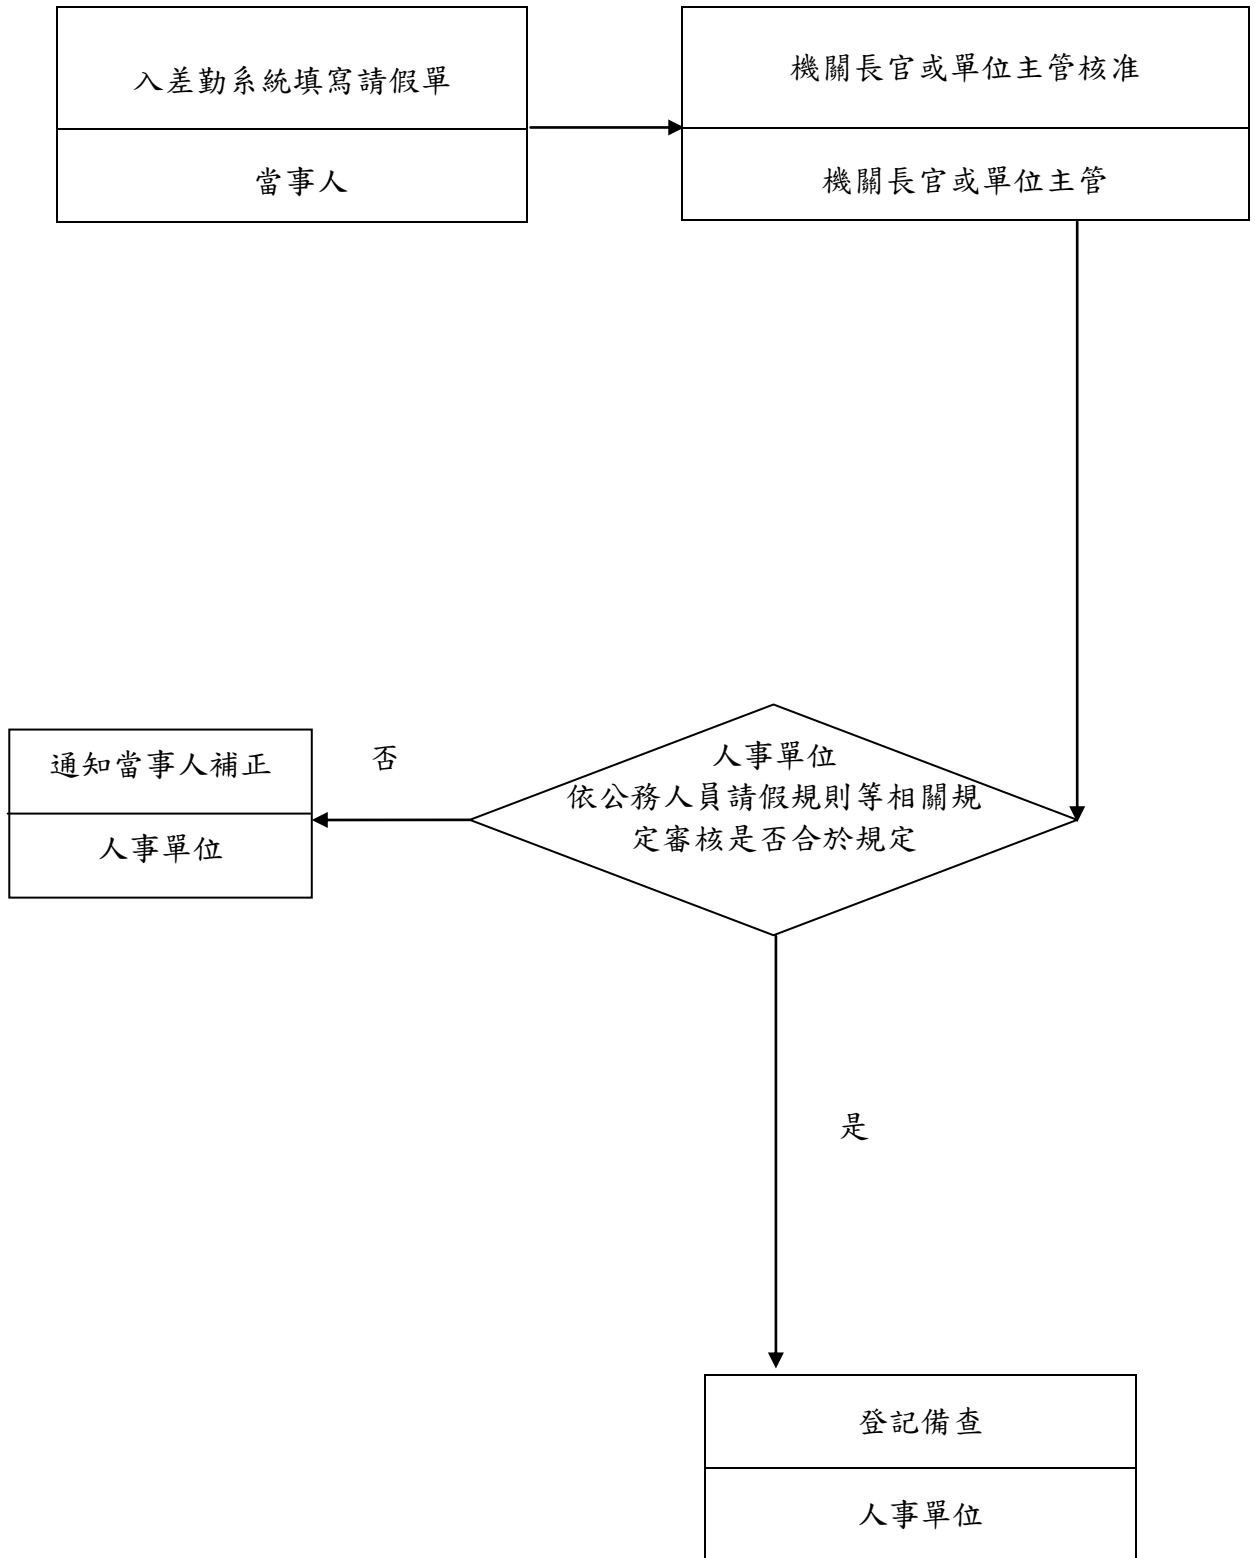 入差勤系統填寫請假單
當事人
機關長官或單位主管核准
機關長官或單位主管
人事單位
依公務人員請假規則等相關規
定審核是否合於規定
否
通知當事人補正
人事單位
是
登記備查
人事單位